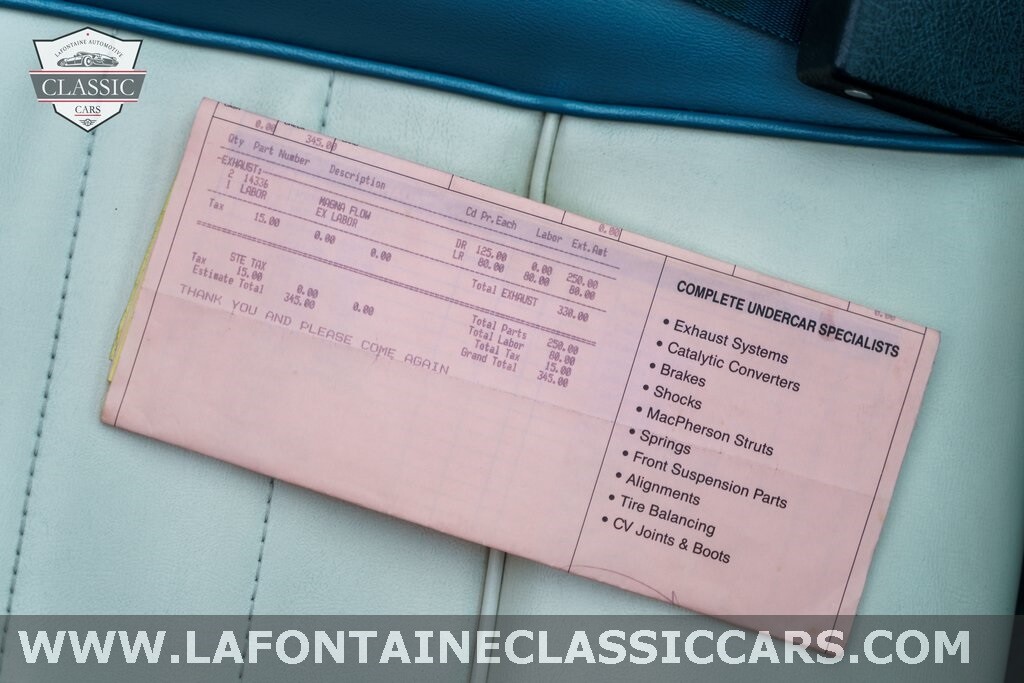 LAFONTAINE AUTOMOTIVE
CLASSIC
CARS
0.00 345.00 0.00
Qty Part Number Description Cd Pr.Each Labor Ext.Amt
-EXHAUST:
2 14336 MAGNA FLOW DR 125.00 0.00 250.00
1 LABOR EX LABOR LR 80.00 80.00 80.00
Total EXHAUST 330.00
Tax 15.00 0.00 0.00
STE TAX
Tax 15.00 0.00 0.00
Estimate Total 345.00
Total Parts 250.00
Total Labor 80.00
Total Tax 15.00
Grand Total 345.00
THANK YOU AND PLEASE COME AGAIN
COMPLETE UNDERCAR SPECIALISTS
• Exhaust Systems
• Catalytic Converters
• Brakes
• Shocks
• MacPherson Struts
• Springs
• Front Suspension Parts
• Alignments
• Tire Balancing
• CV Joints & Boots
WWW.LAFONTAINECLASSICCARS.COM